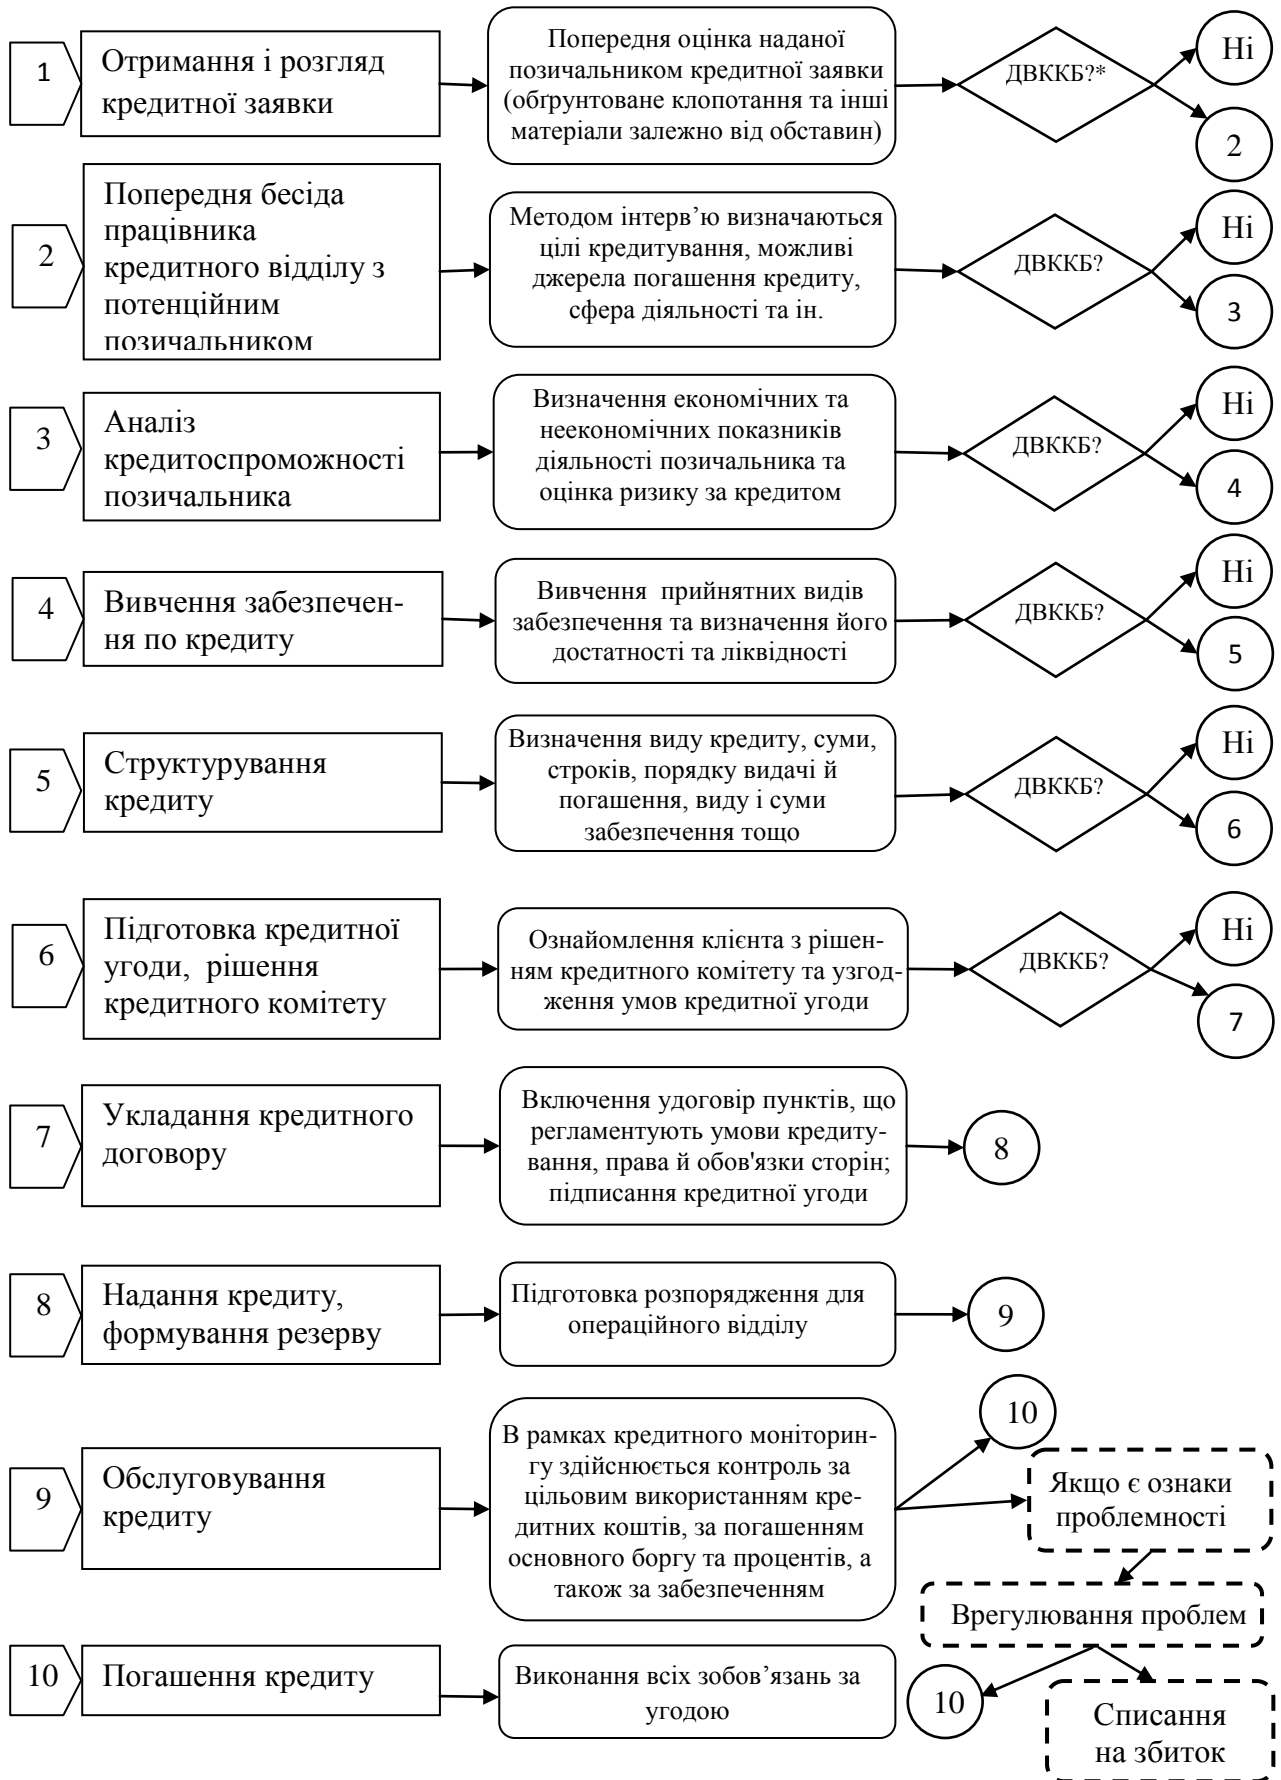 1
Отримання і розгляд
кредитної заявки
Попередня оцінка наданої
позичальником кредитної заявки
(обґрунтоване клопотання та інші
матеріали залежно від обставин)
ДВККБ?*
Ні
2
2
Попередня бесіда
працівника
кредитного відділу з
потенційним
позичальником
Методом інтерв’ю визначаються
цілі кредитування, можливі
джерела погашення кредиту,
сфера діяльності та ін.
ДВККБ?
Ні
3
3
Аналіз
кредитоспроможності
позичальника
Визначення економічних та
неекономічних показників
діяльності позичальника та
оцінка ризику за кредитом
ДВККБ?
Ні
4
4
Вивчення забезпечен-
ня по кредиту
Вивчення прийнятних видів
забезпечення та визначення його
достатності та ліквідності
ДВККБ?
Ні
5
5
Структурування
кредиту
Визначення виду кредиту, суми,
строків, порядку видачі й
погашення, виду і суми
забезпечення тощо
ДВККБ?
Ні
6
6
Підготовка кредитної
угоди, рішення
кредитного комітету
Ознайомлення клієнта з рішен-
ням кредитного комітету та узгод-
ження умов кредитної угоди
ДВККБ?
Ні
7
7
Укладання кредитного
договору
Включення удоговір пунктів, що
регламентують умови кредиту-
вання, права й обов'язки сторін;
підписання кредитної угоди
8
8
Надання кредиту,
формування резерву
Підготовка розпорядження для
операційного відділу
9
9
Обслуговування
кредиту
В рамках кредитного моніторин-
гу здійснюється контроль за
цільовим використанням кре-
дитних коштів, за погашенням
основного боргу та процентів, а
також за забезпеченням
10
Якщо є ознаки
проблемності
Врегулювання проблем
10
Списання
на збиток
10
Погашення кредиту
Виконання всіх зобов’язань за
угодою